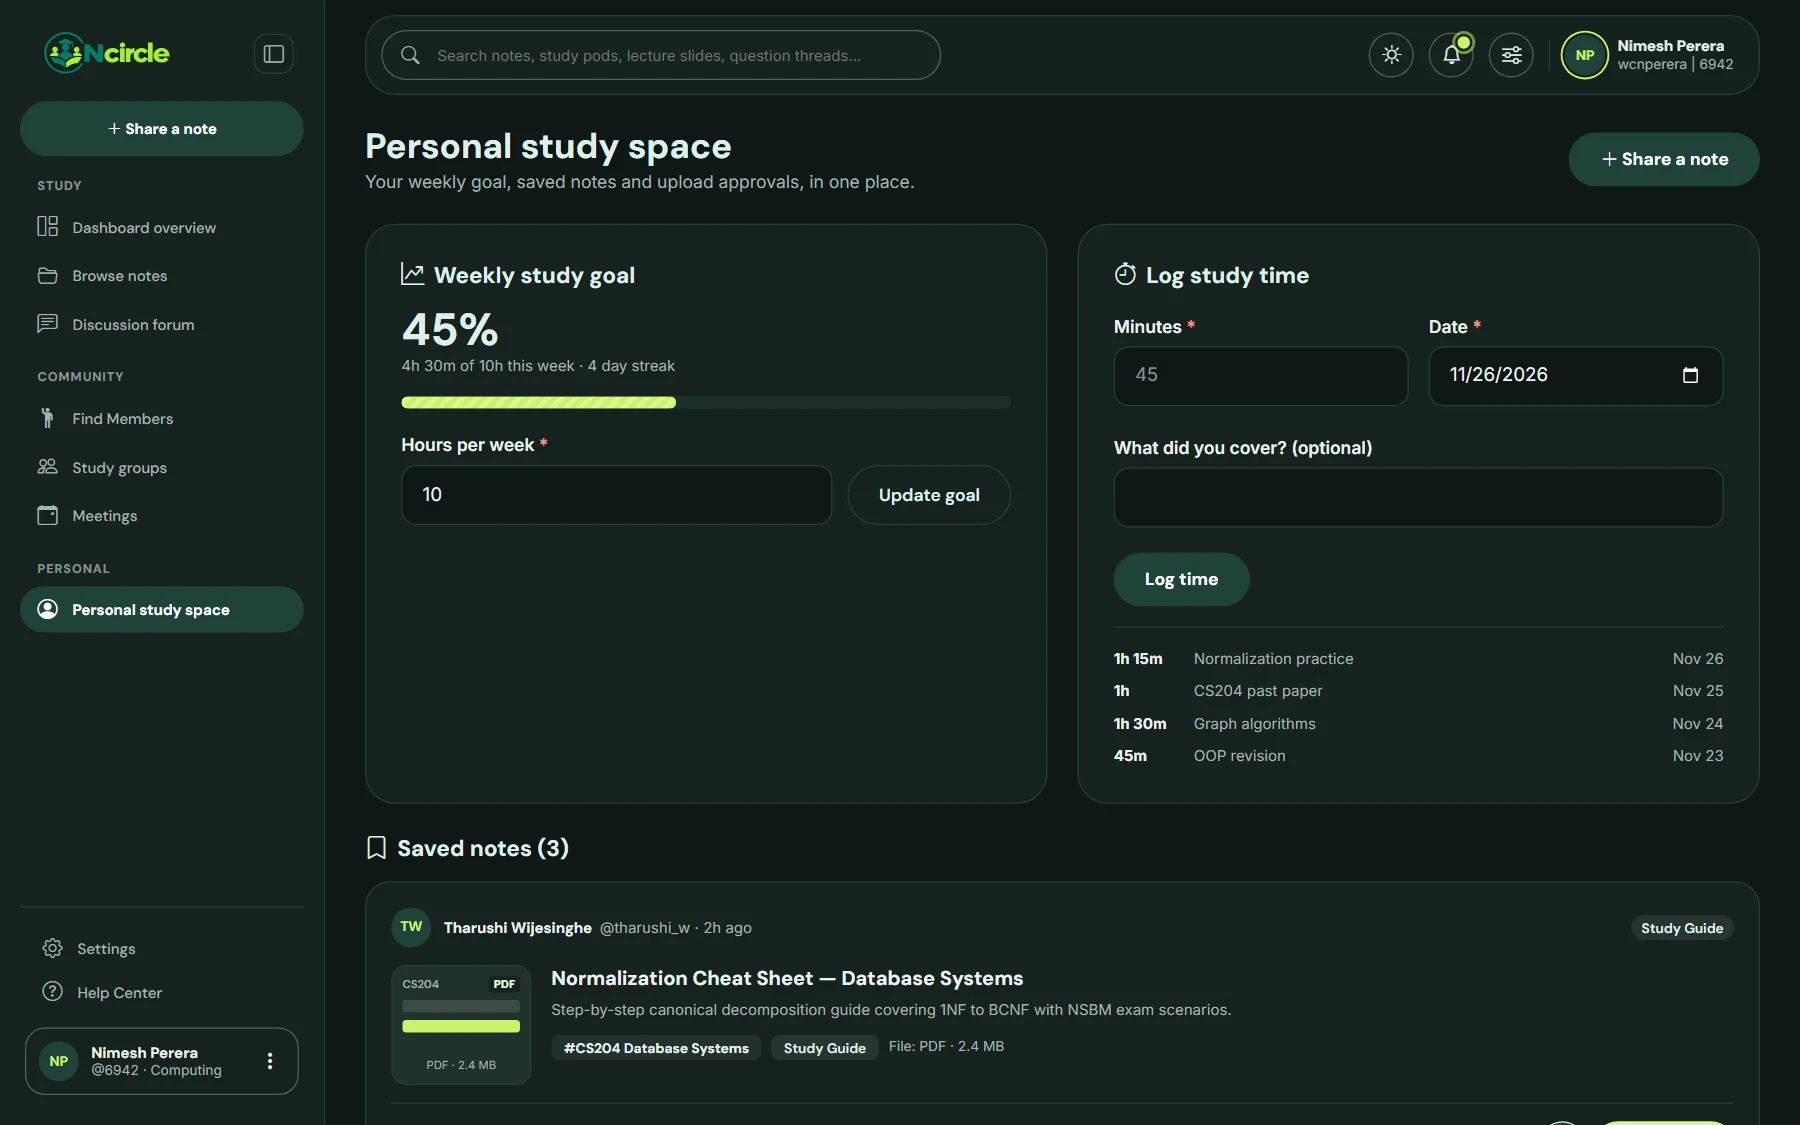 Ncircle
+ Share a note
STUDY
Dashboard overview
Browse notes
Discussion forum
COMMUNITY
Find Members
Study groups
Meetings
PERSONAL
Personal study space
Settings
Help Center
NP
Nimesh Perera
@6942 · Computing
Search notes, study pods, lecture slides, question threads...
NP
Nimesh Perera
wcnperera | 6942
Personal study space
Your weekly goal, saved notes and upload approvals, in one place.
+ Share a note
Weekly study goal
45%
4h 30m of 10h this week · 4 day streak
Hours per week *
10
Update goal
Log study time
Minutes *
Date *
45
11/26/2026
What did you cover? (optional)
Log time
1h 15m Normalization practice Nov 26
1h CS204 past paper Nov 25
1h 30m Graph algorithms Nov 24
45m OOP revision Nov 23
Saved notes (3)
TW
Tharushi Wijesinghe @tharushi_w · 2h ago
Study Guide
CS204 PDF
PDF · 2.4 MB
Normalization Cheat Sheet — Database Systems
Step-by-step canonical decomposition guide covering 1NF to BCNF with NSBM exam scenarios.
#CS204 Database Systems Study Guide File: PDF · 2.4 MB